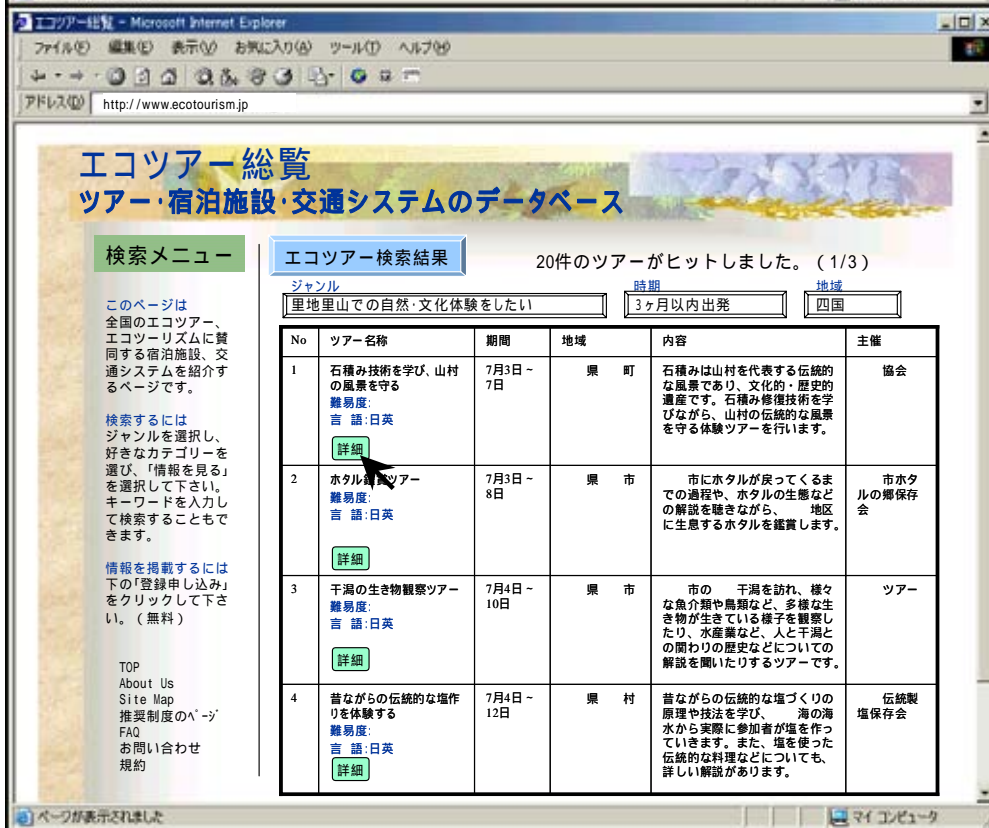 エコツアー総覧 - Microsoft Internet Explorer
ファイル(F) 編集(E) 表示(V) お気に入り(A) ツール(T) ヘルプ(H)
アドレス(D) http://www.ecotourism.jp
エコツアー総覧
ツアー・宿泊施設・交通システムのデータベース
検索メニュー
このページは
全国のエコツアー、
エコツーリズムに賛
同する宿泊施設、交
通システムを紹介す
るページです。
検索するには
ジャンルを選択し、
好きなカテゴリーを
選び、「情報を見る」
を選択して下さい。
キーワードを入力し
て検索することもで
きます。
情報を掲載するには
下の「登録申し込み」
をクリックして下さ
い。(無料)
TOP
About Us
Site Map
推奨制度のページ
FAQ
お問い合わせ
規約
エコツアー検索結果
20件のツアーがヒットしました。(1/3)
ジャンル 時期 地域
里地里山での自然・文化体験をしたい 3ヶ月以内出発 四国
No ツアー名称 期間 地域 内容 主催
1
石積み技術を学び、山村
の風景を守る
難易度:
言 語:日英
詳細
7月3日~
7日
県 町
石積みは山村を代表する伝統的
な風景であり、文化的・歴史的
遺産です。石積み修復技術を学
びながら、山村の伝統的な風景
を守る体験ツアーを行います。
協会
2
ホタル鑑賞ツアー
難易度:
言 語:日英
詳細
7月3日~
8日
県 市
市にホタルが戻ってくるま
での過程や、ホタルの生態など
の解説を聴きながら、 地区
に生息するホタルを鑑賞します。
市ホタ
ルの郷保存
会
3
干潟の生き物観察ツアー
難易度:
言 語:日英
詳細
7月4日~
10日
県 市
市の 干潟を訪れ、様々
な魚介類や鳥類など、多様な生
き物が生きている様子を観察し
たり、水産業など、人と干潟と
の関わりの歴史などについての
解説を聞いたりするツアーです。
ツアー
4
昔ながらの伝統的な塩作
りを体験する
難易度:
言 語:日英
詳細
7月4日~
12日
県 村
昔ながらの伝統的な塩づくりの
原理や技法を学び、 海の海
水から実際に参加者が塩を作っ
ていきます。また、塩を使った
伝統的な料理などについても、
詳しい解説があります。
伝統製
塩保存会
ページが表示されました
マイ コンピュータ